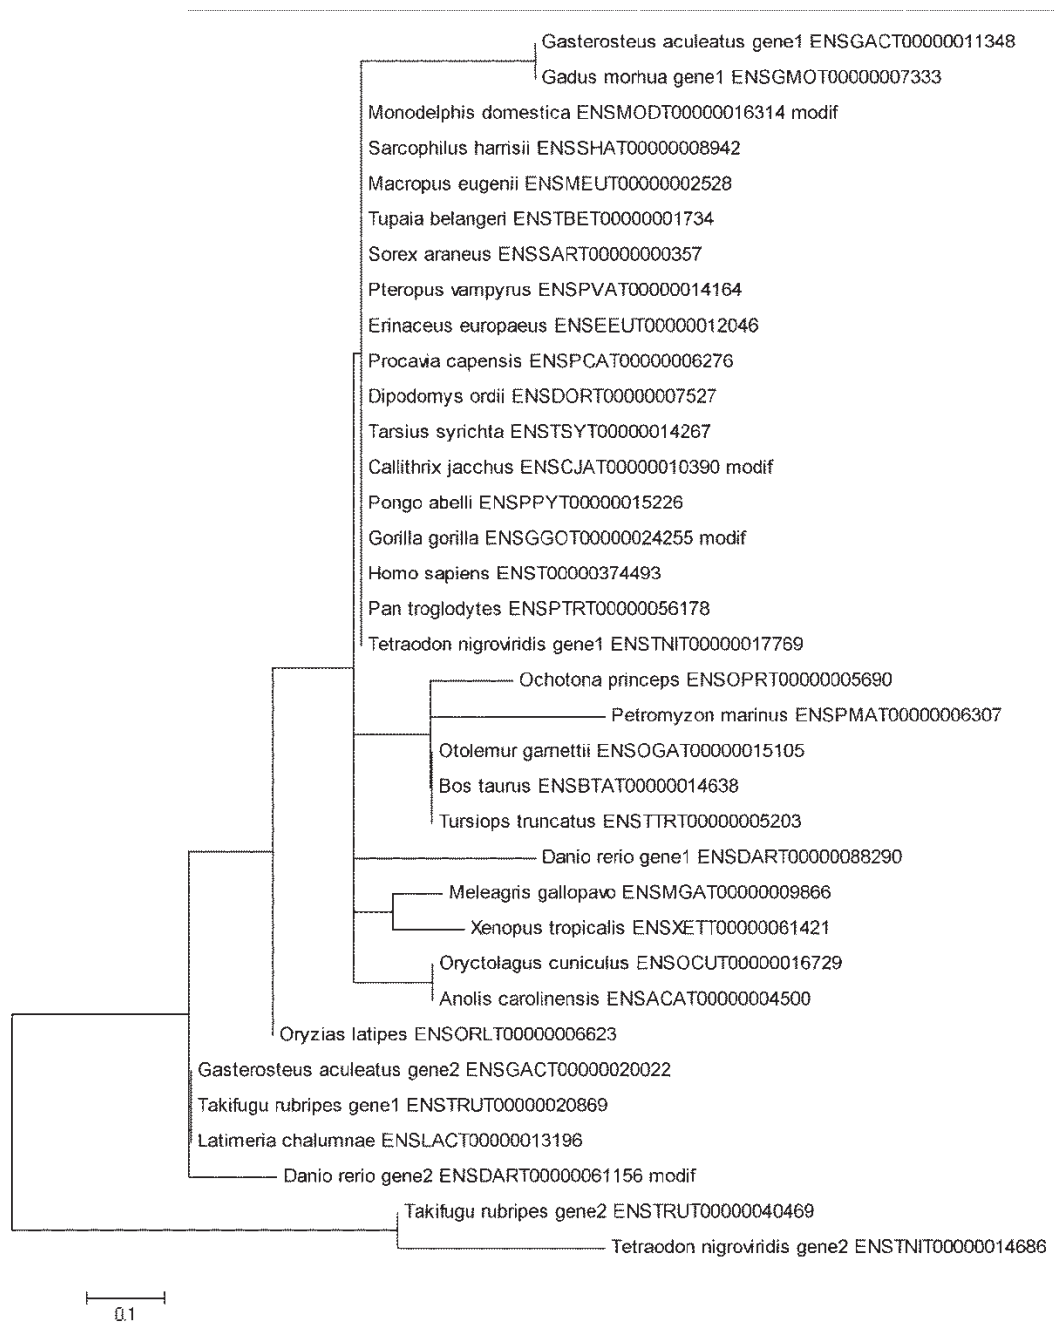 Gasterosteus aculeatus gene1 ENSGACT00000011348
Gadus morhua gene1 ENSGMOT00000007333
Monodelphis domestica ENSMODT00000016314 modif
Sarcophilus harrisii ENSSHAT00000008942
Macropus eugenii ENSMEUT00000002528
Tupaia belangeri ENSTBET00000001734
Sorex araneus ENSSART00000000357
Pteropus vampyrus ENSPVAT00000014164
Erinaceus europaeus ENSEEUT00000012046
Procavia capensis ENSPCAT00000006276
Dipodomys ordii ENSDORT00000007527
Tarsius syrichta ENSTSYT00000014267
Callithrix jacchus ENSCJAT00000010390 modif
Pongo abelli ENSPPYT00000015226
Gorilla gorilla ENSGGOT00000024255 modif
Homo sapiens ENST00000374493
Pan troglodytes ENSPTRT00000056178
Tetraodon nigroviridis gene1 ENSTNIT00000017769
Ochotona princeps ENSOPRT00000005690
Petromyzon marinus ENSPMAT00000006307
Otolemur garnettii ENSOGAT00000015105
Bos taurus ENSBTAT00000014638
Tursiops truncatus ENSTTRT00000005203
Danio rerio gene1 ENSDART00000088290
Meleagris gallopavo ENSMGAT00000009866
Xenopus tropicalis ENSXETT00000061421
Oryctolagus cuniculus ENSOCUT00000016729
Anolis carolinensis ENSACAT00000004500
Oryzias latipes ENSORLT00000006623
Gasterosteus aculeatus gene2 ENSGACT00000020022
Takifugu rubripes gene1 ENSTRUT00000020869
Latimeria chalumnae ENSLACT00000013196
Danio rerio gene2 ENSDART00000061156 modif
Takifugu rubripes gene2 ENSTRUT00000040469
Tetraodon nigroviridis gene2 ENSTNIT00000014686
0.1